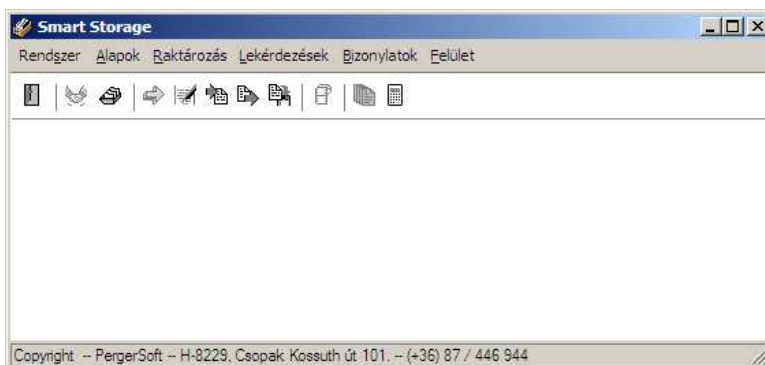 Smart Storage
Rendszer Alapok Raktározás Lekérdezések Bizonylatok Felület
Copyright -- PergerSoft -- H-8229, Csopak Kossuth út 101. -- (+36) 87 / 446 944